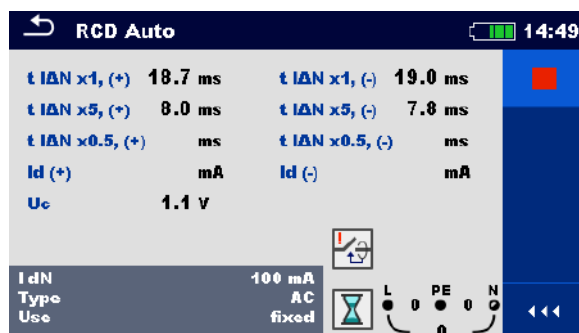 RCD Auto 14:49
t IΔN x1, (+) 18.7 ms t IΔN x1, (-) 19.0 ms
t IΔN x5, (+) 8.0 ms t IΔN x5, (-) 7.8 ms
t IΔN x0.5, (+) ms t IΔN x0.5, (-) ms
Id (+) mA Id (-) mA
Uc 1.1 V
I dN 100 mA
Type AC
Use fixed
L PE N
0 0
0